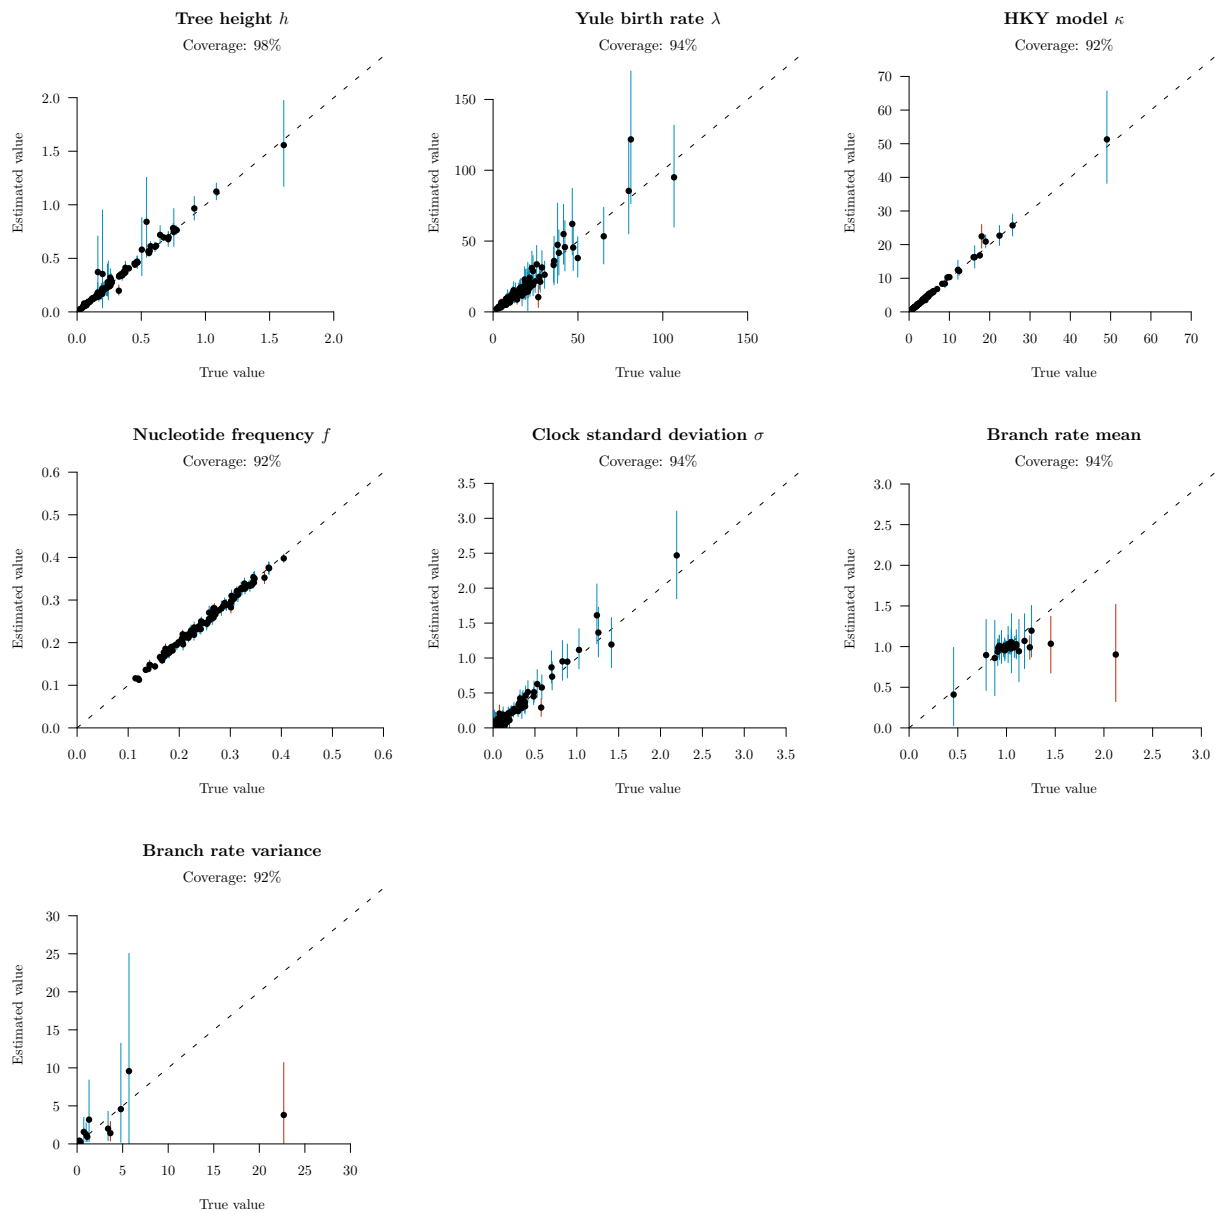 Tree height h
Coverage: 98%
Estimated value
2.0
1.5
1.0
0.5
0.0
0.0 0.5 1.0 1.5 2.0
True value
Yule birth rate λ
Coverage: 94%
Estimated value
150
100
50
0
0 50 100 150
True value
HKY model κ
Coverage: 92%
Estimated value
70
60
50
40
30
20
10
0
0 10 20 30 40 50 60 70
True value
Nucleotide frequency f
Coverage: 92%
Estimated value
0.6
0.5
0.4
0.3
0.2
0.1
0.0
0.0 0.1 0.2 0.3 0.4 0.5 0.6
True value
Clock standard deviation σ
Coverage: 94%
Estimated value
3.5
3.0
2.5
2.0
1.5
1.0
0.5
0.0
0.0 0.5 1.0 1.5 2.0 2.5 3.0 3.5
True value
Branch rate mean
Coverage: 94%
Estimated value
3.0
2.5
2.0
1.5
1.0
0.5
0.0
0.0 0.5 1.0 1.5 2.0 2.5 3.0
True value
Branch rate variance
Coverage: 92%
Estimated value
30
25
20
15
10
5
0
0 5 10 15 20 25 30
True value